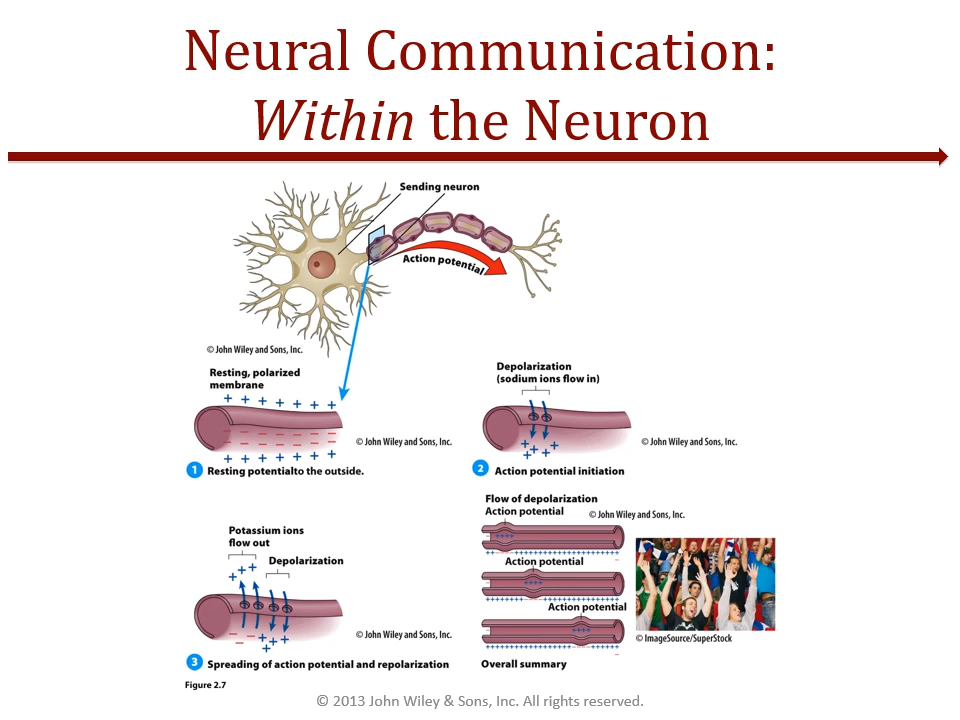 Neural Communication:
Within the Neuron
Sending neuron
Action potential
© John Wiley and Sons, Inc.
Resting, polarized
membrane
© John Wiley and Sons, Inc.
1 Resting potentialto the outside.
Depolarization
(sodium ions flow in)
© John Wiley and Sons, Inc.
2 Action potential initiation
Potassium ions
flow out
Depolarization
© John Wiley and Sons, Inc.
3 Spreading of action potential and repolarization
Flow of depolarization
Action potential
© John Wiley and Sons, Inc.
Action potential
Action potential
© ImageSource/SuperStock
Overall summary
Figure 2.7
© 2013 John Wiley & Sons, Inc. All rights reserved.